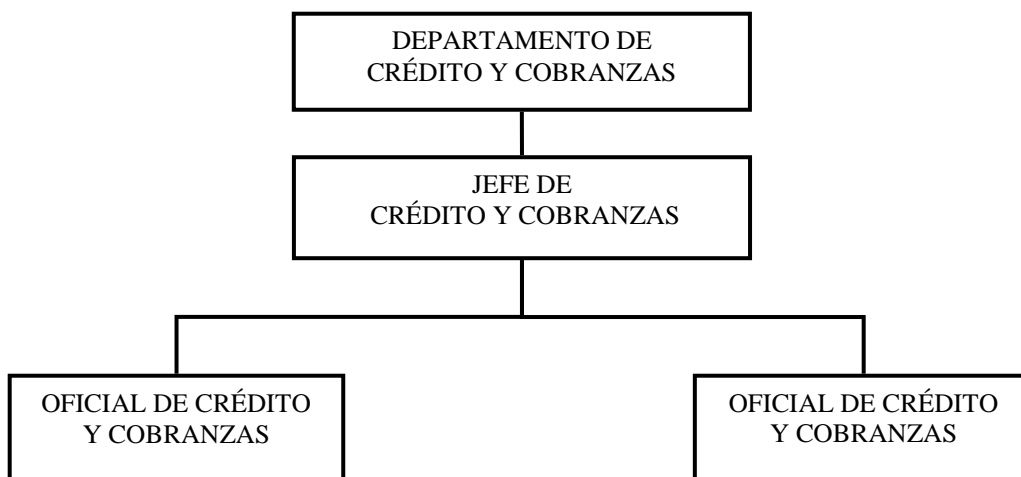 DEPARTAMENTO DE
CRÉDITO Y COBRANZAS
JEFE DE
CRÉDITO Y COBRANZAS
OFICIAL DE CRÉDITO
Y COBRANZAS
OFICIAL DE CRÉDITO
Y COBRANZAS